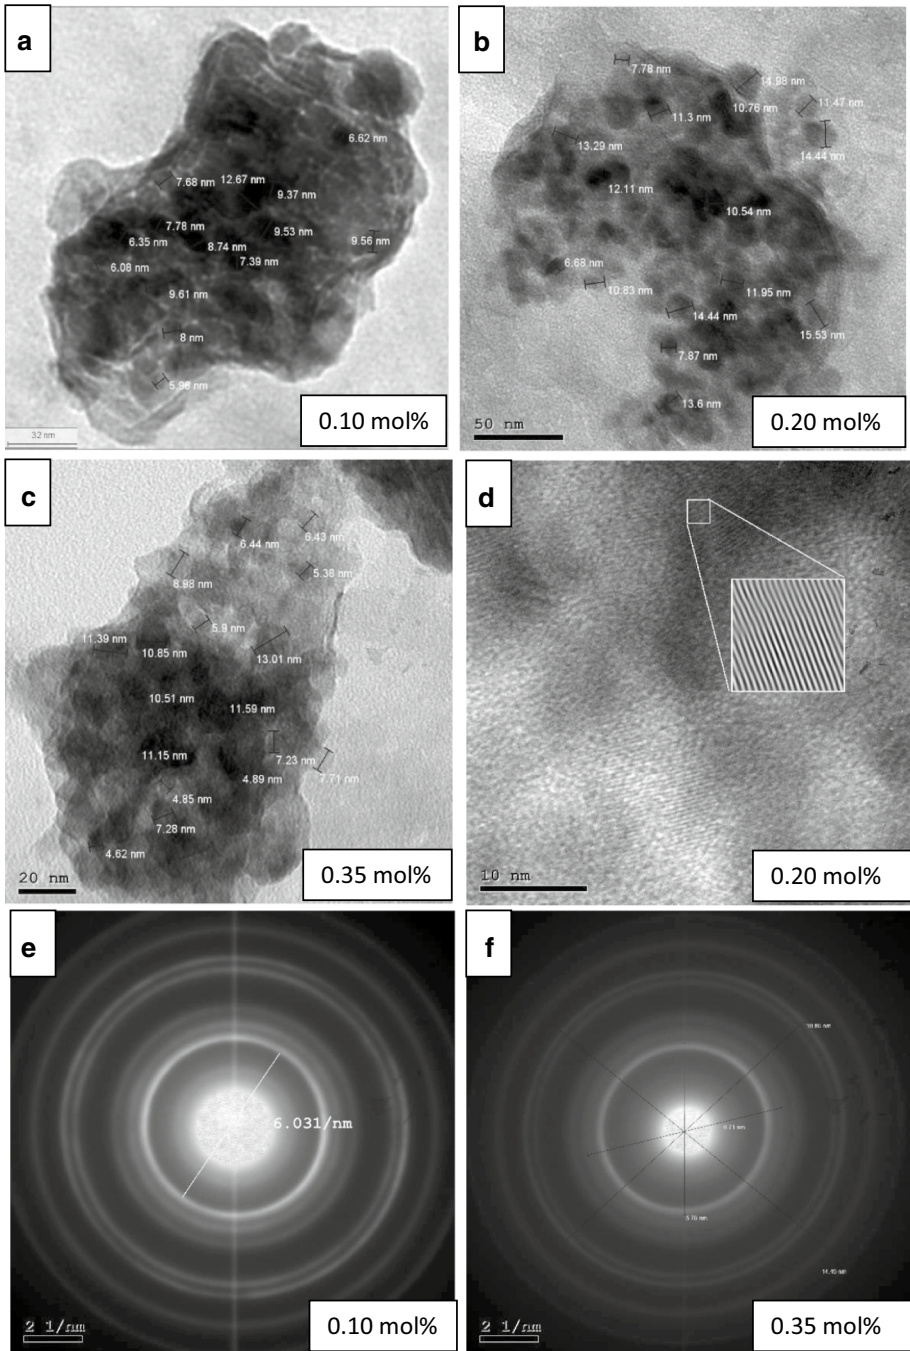 a
6.62 nm
7.68 nm
12.67 nm
9.37 nm
7.78 nm
9.53 nm
6.35 nm
8.74 nm
9.56 nm
7.39 nm
6.08 nm
9.61 nm
8 nm
5.96 nm
32 nm
0.10 mol%
b
7.78 nm
14.98 nm
10.76 nm
11.47 nm
11.3 nm
13.29 nm
14.44 nm
12.11 nm
10.54 nm
6.68 nm
10.83 nm
11.95 nm
14.44 nm
15.53 nm
7.87 nm
13.6 nm
50 nm
0.20 mol%
c
6.44 nm
6.43 nm
8.98 nm
5.38 nm
5.9 nm
11.39 nm
10.85 nm
13.01 nm
10.51 nm
11.59 nm
11.15 nm
7.23 nm
4.89 nm
7.71 nm
4.85 nm
7.28 nm
4.62 nm
20 nm
0.35 mol%
d
10 nm
0.20 mol%
e
6.031/nm
2 1/nm
0.10 mol%
f
2 1/nm
0.35 mol%